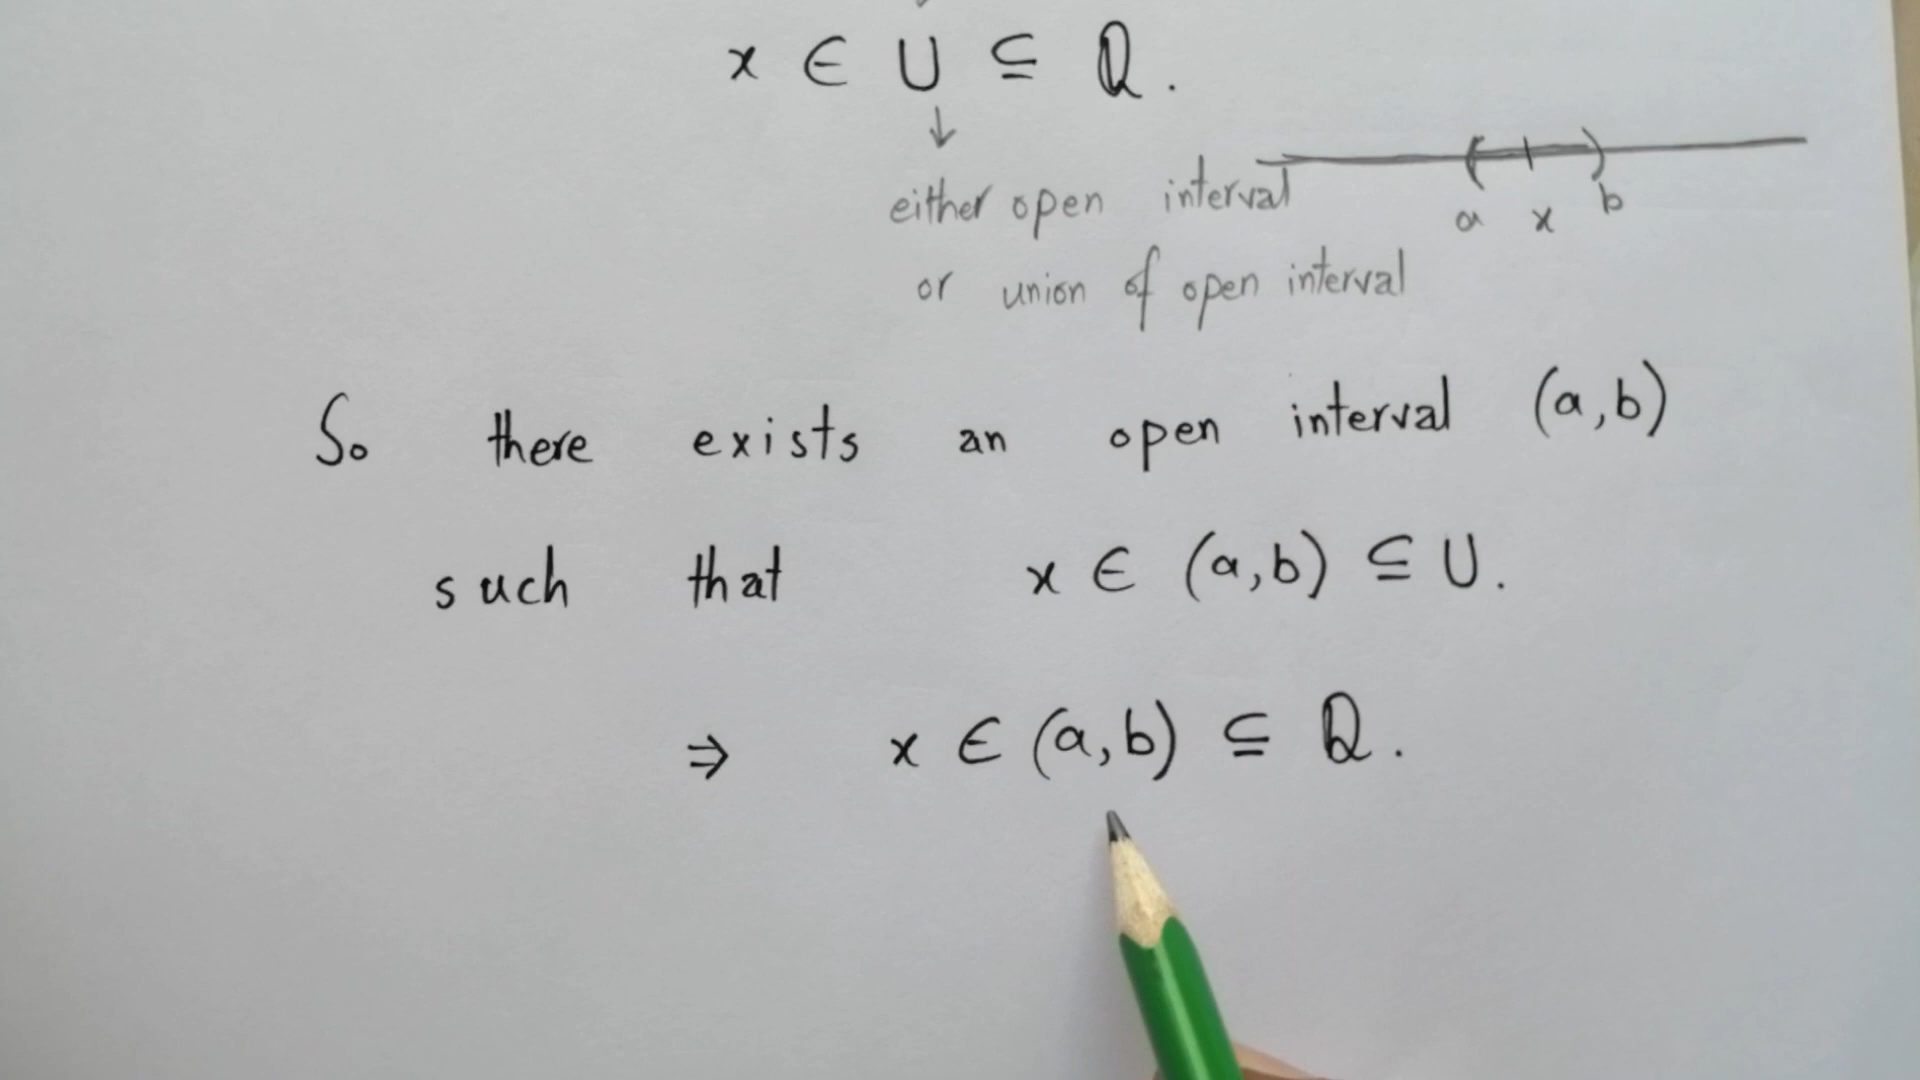 x ∈ U ⊆ ℚ.
↓
either open interval
a x b
or union of open interval
So there exists an open interval (a,b)
such that x ∈ (a,b) ⊆ U.
⇒ x ∈ (a,b) ⊆ ℚ.